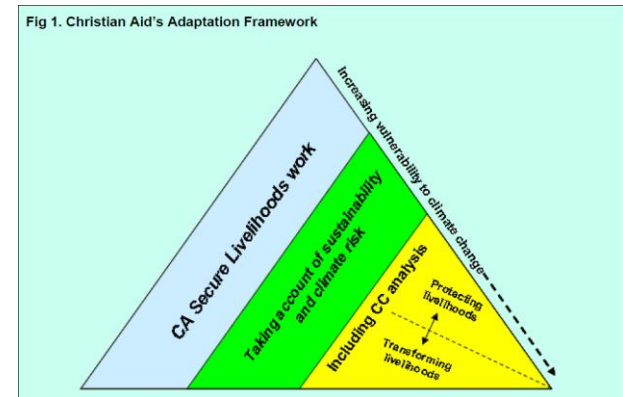 Fig 1. Christian Aid's Adaptation Framework
Increasing vulnerability to climate change
CA Secure Livelihoods work
Taking account of sustainability
and climate risk
Including CC analysis
Protecting
livelihoods
Transforming
livelihoods